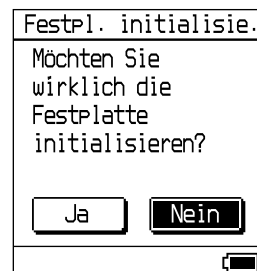 Festpl. initialisie.
Möchten Sie
wirklich die
Festplatte
initialisieren?
Ja Nein